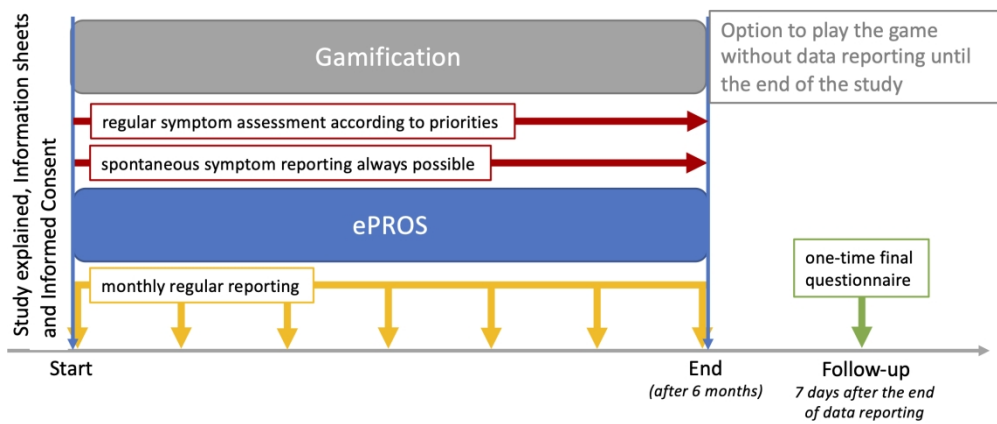 Study explained, Information sheets
and Informed Consent
Gamification
Option to play the game
without data reporting until
the end of the study
regular symptom assessment according to priorities
spontaneous symptom reporting always possible
ePROS
monthly regular reporting
one-time final
questionnaire
Start
End
(after 6 months)
Follow-up
7 days after the end
of data reporting